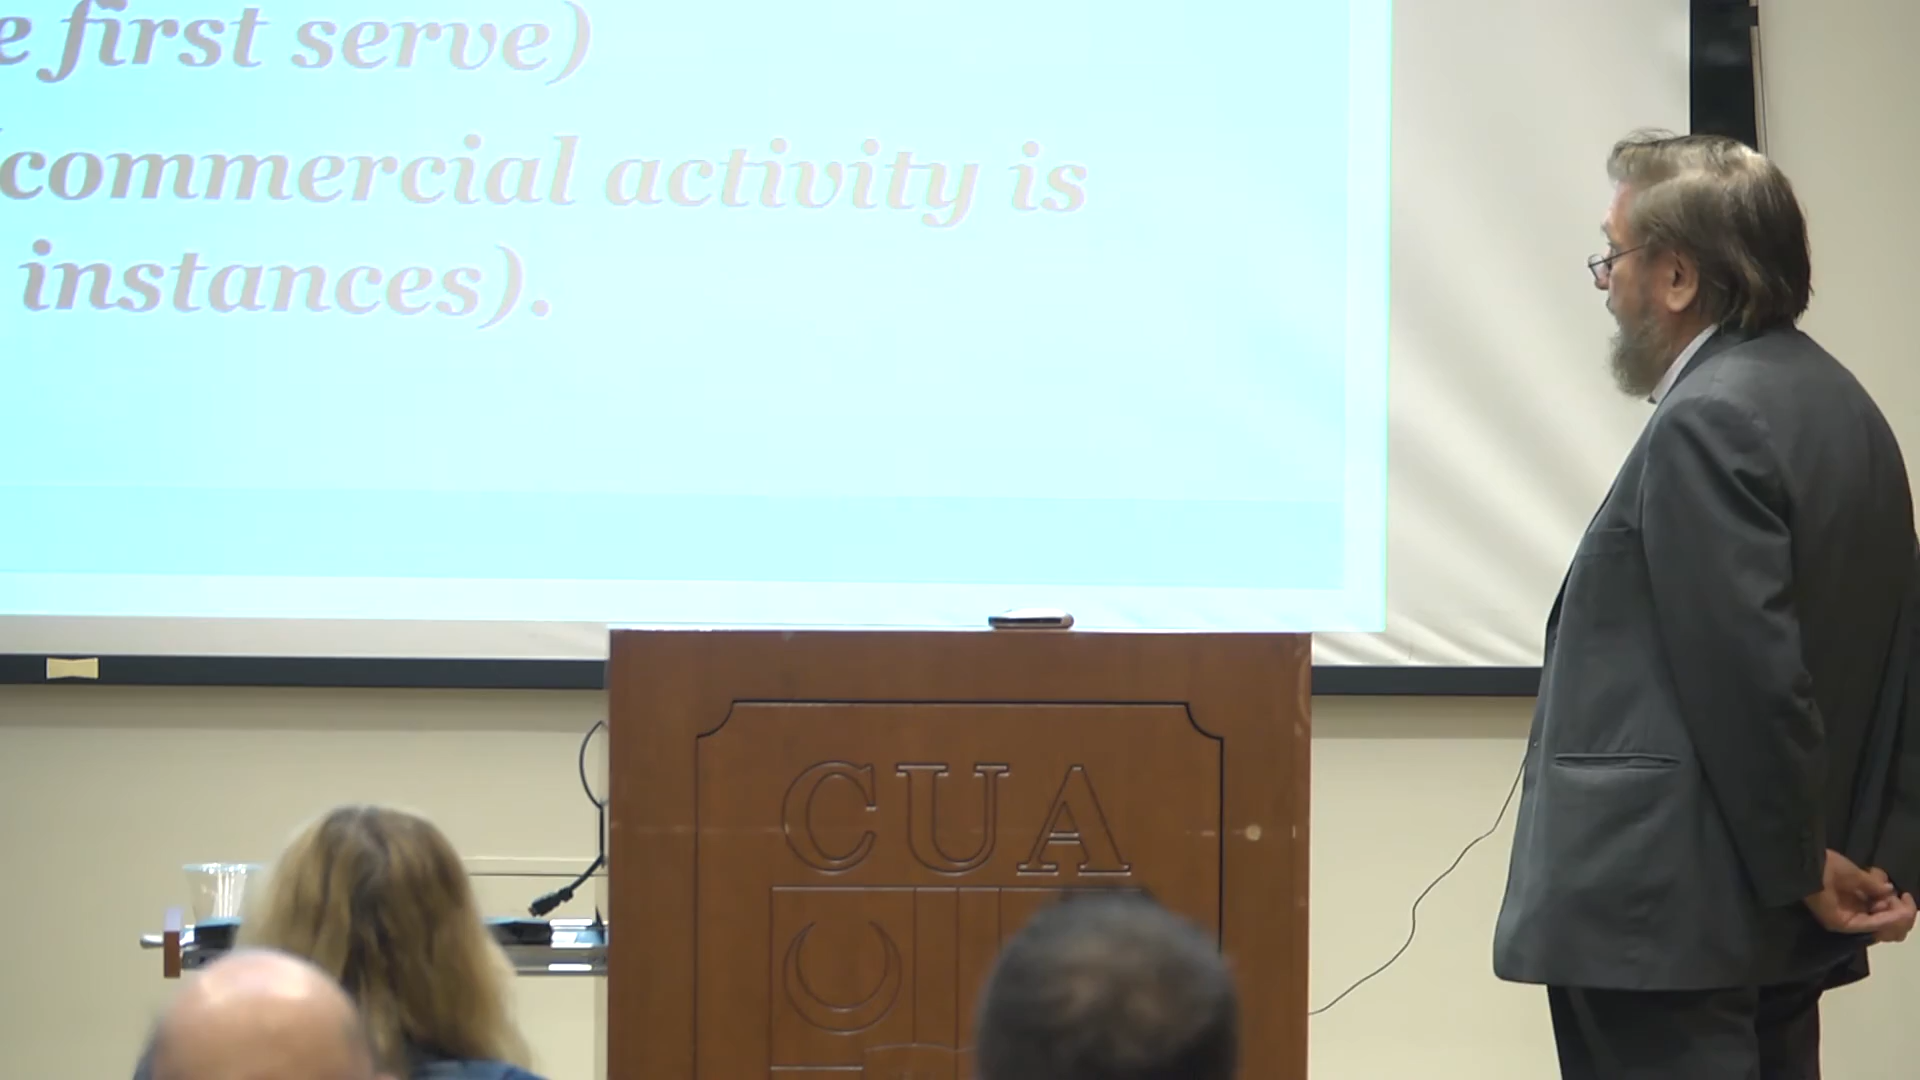 e first serve)
(commercial activity is
instances).
CUA